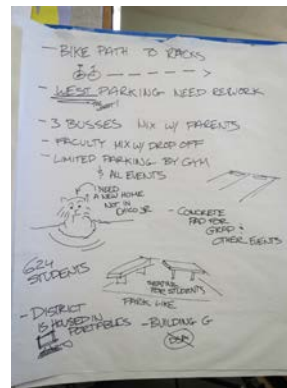 - BIKE PATH TO RACKS
- WEST PARKING NEED REWORK
- 3 BUSSES MIX W/ PARENTS
- FACULTY MIX W/ DROP OFF
- LIMITED PARKING BY GYM
& AL EVENTS
I NEED
A NEW HOME
NOT IN
- CONCRETE
PAD FOR
GRAD &
OTHER EVENTS
624
STUDENTS
SEATING
FOR STUDENTS
PARK LIKE
- DISTRICT
IS HOUSED IN
PORTABLES
- BUILDING G